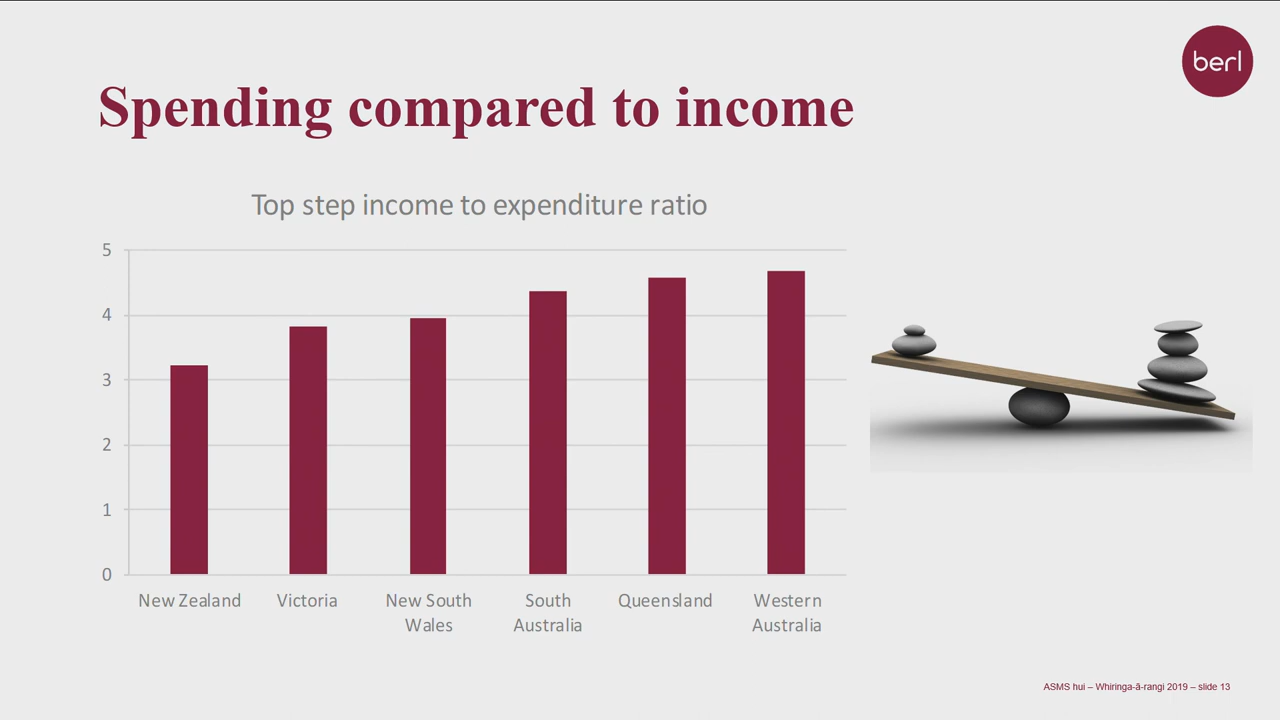 berl
Spending compared to income
Top step income to expenditure ratio
5
4
3
2
1
0
New Zealand
Victoria
New South
Wales
South
Australia
Queensland
Western
Australia
ASMS hui – Whiringa-ā-rangi 2019 – slide 13